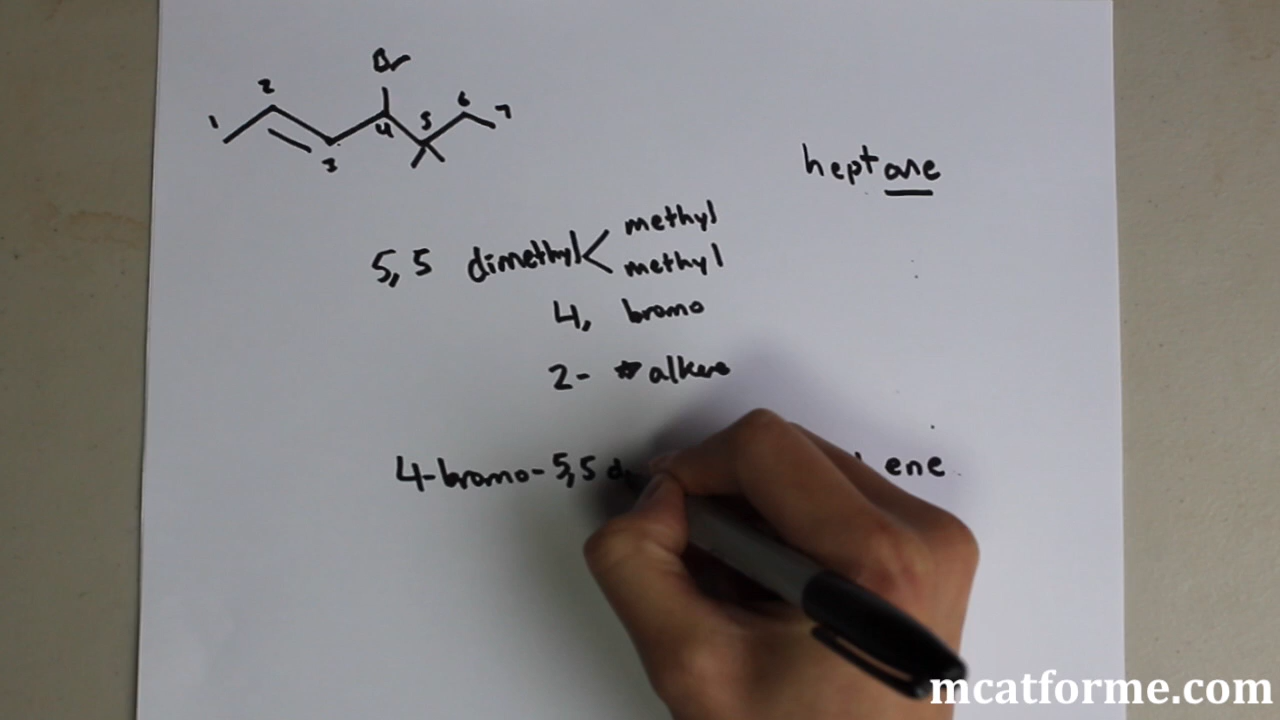 Br
1 2 3 4 5 6 7
heptane
5,5 dimethyl < methyl
methyl
4, bromo
2- alkene
4-bromo-5,5 d ene
mcatforme.com